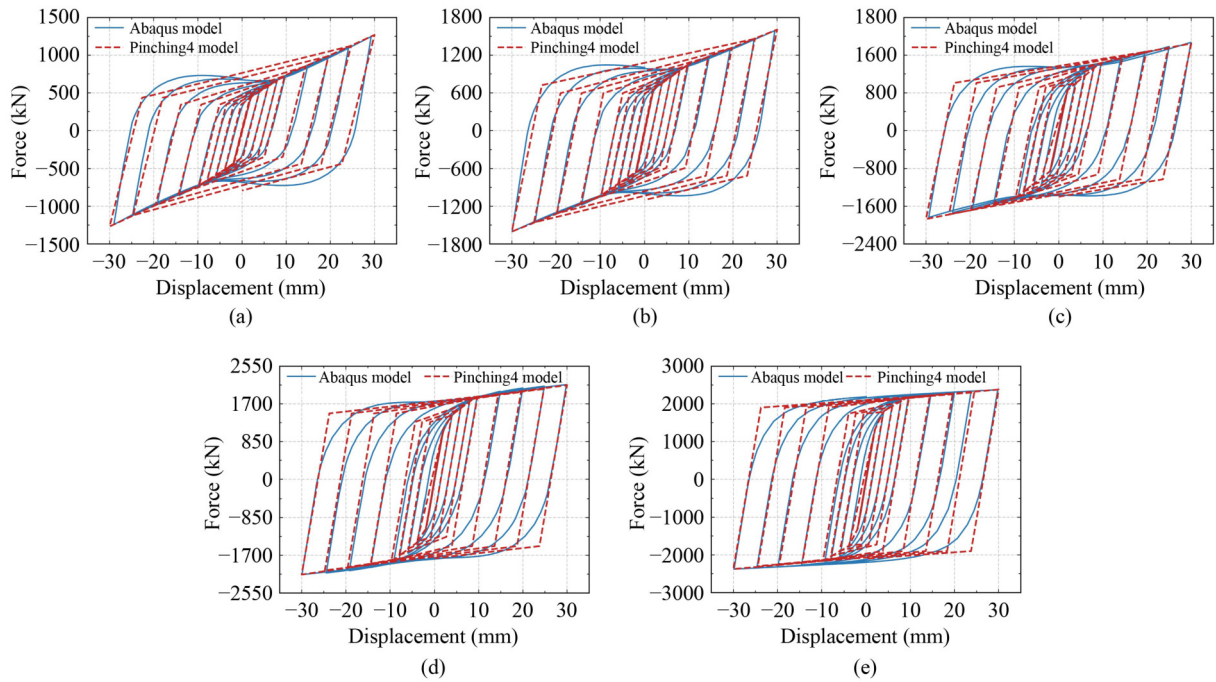 1500
1000
500
0
−500
−1000
1500
Force (kN)
Abaqus model
Pinching4 model
−30 −20 −10 0 10 20 30
Displacement (mm)
(a)
1800
1200
600
0
−600
−1200
−1800
Force (kN)
Abaqus model
Pinching4 model
−30 −20 −10 0 10 20 30
Displacement (mm)
(b)
2400
1600
800
0
−800
−1600
−2400
Force (kN)
Abaqus model
Pinching4 model
−30 −20 −10 0 10 20 30
Displacement (mm)
(c)
2550
1700
850
0
−850
−1700
−2550
Force (kN)
Abaqus model Pinching4 model
−30 −20 −10 0 10 20 30
Displacement (mm)
(d)
3000
2000
1000
0
−1000
−2000
−3000
Force (kN)
Abaqus model Pinching4 model
−30 −20 −10 0 10 20 30
Displacement (mm)
(e)